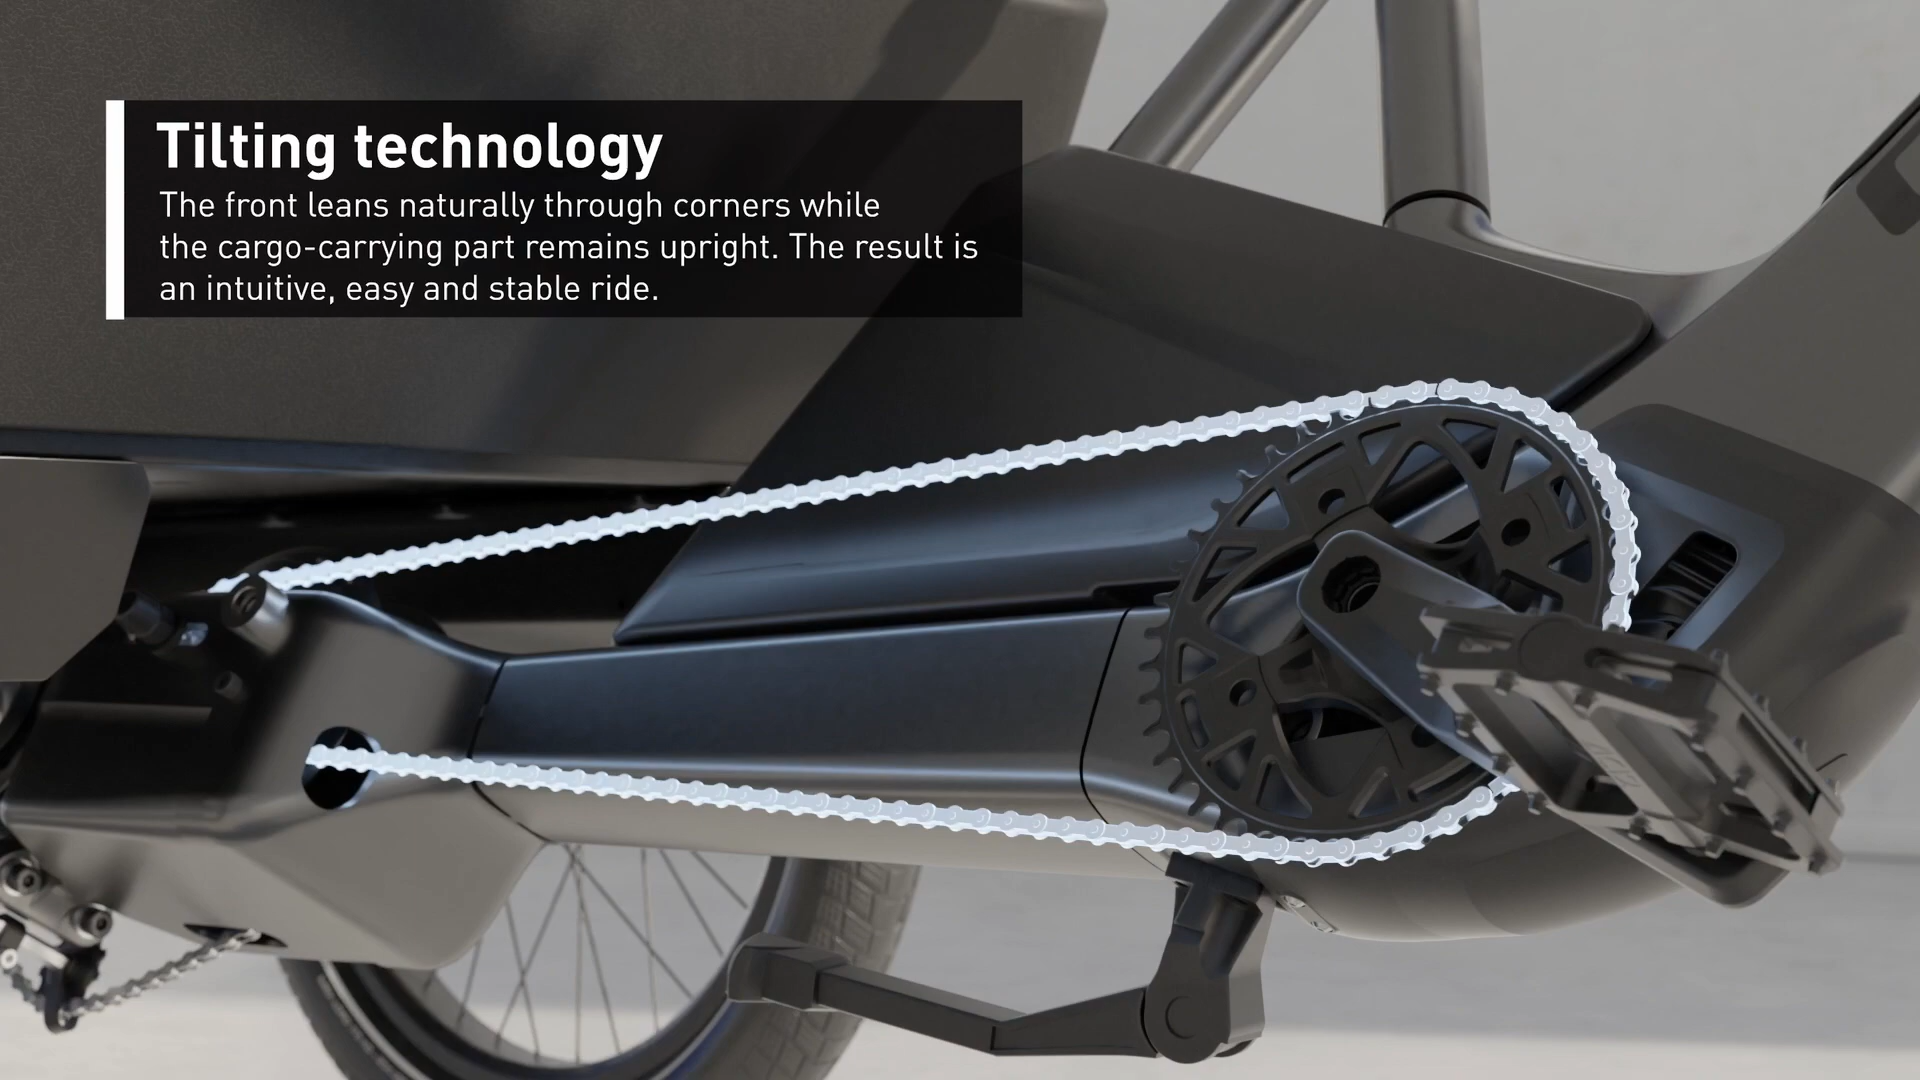 Tilting technology
The front leans naturally through corners while
the cargo-carrying part remains upright. The result is
an intuitive, easy and stable ride.